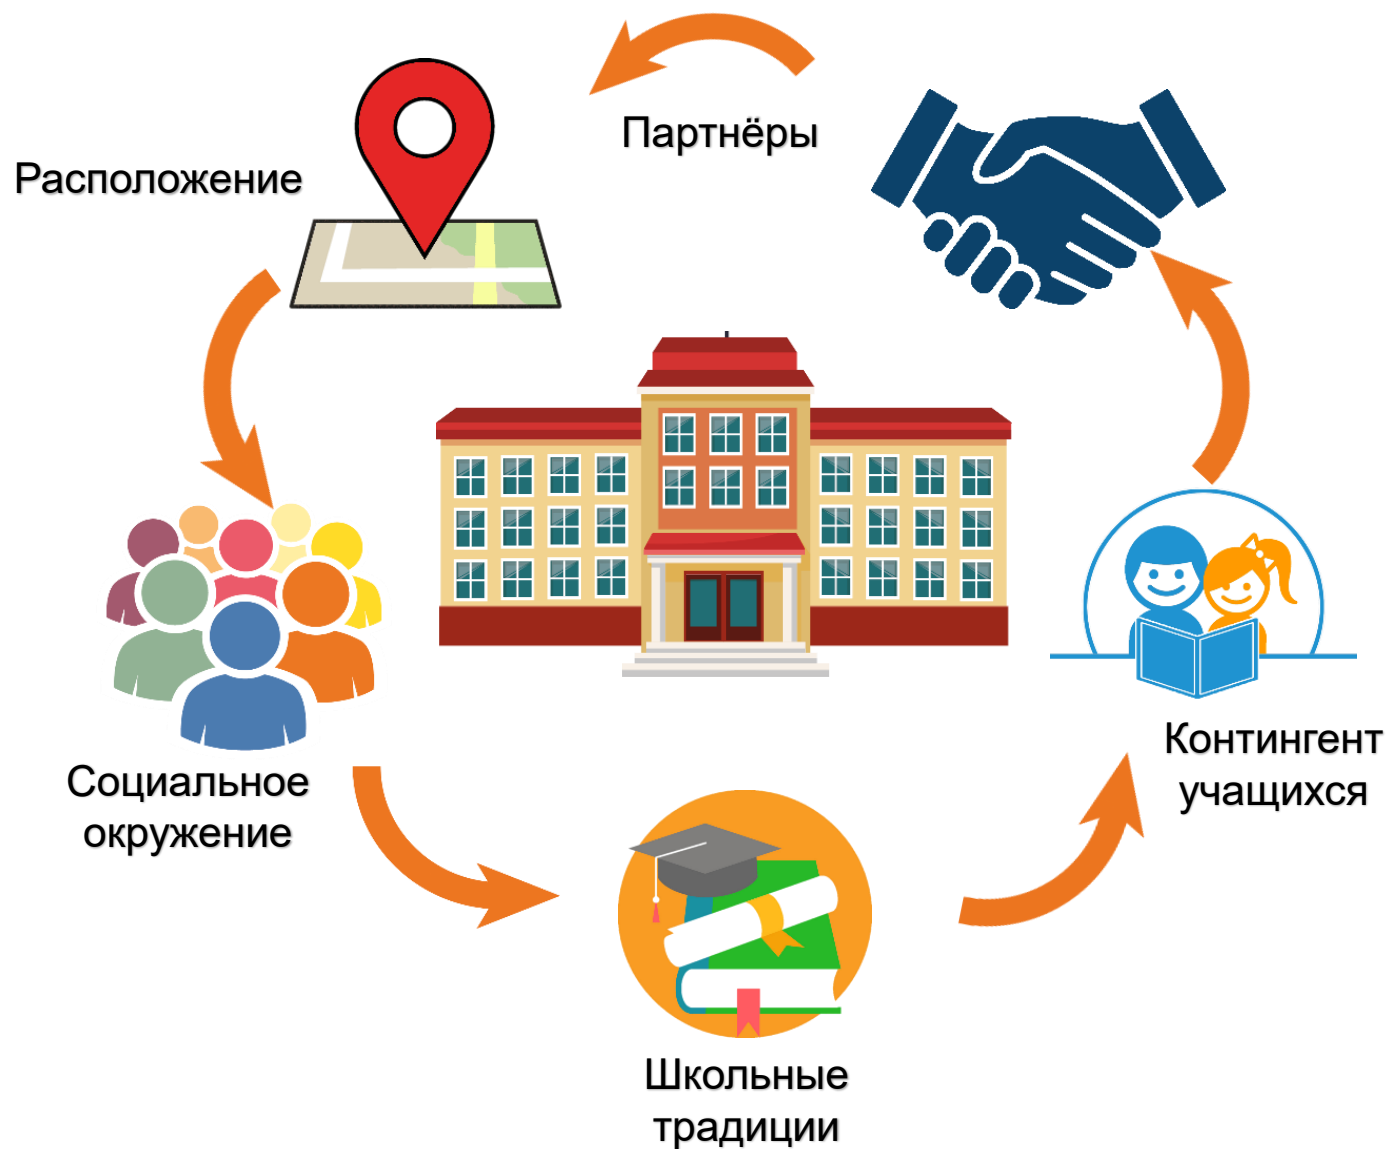 Партнёры
Расположение
Социальное
окружение
Контингент
учащихся
Школьные
традиции